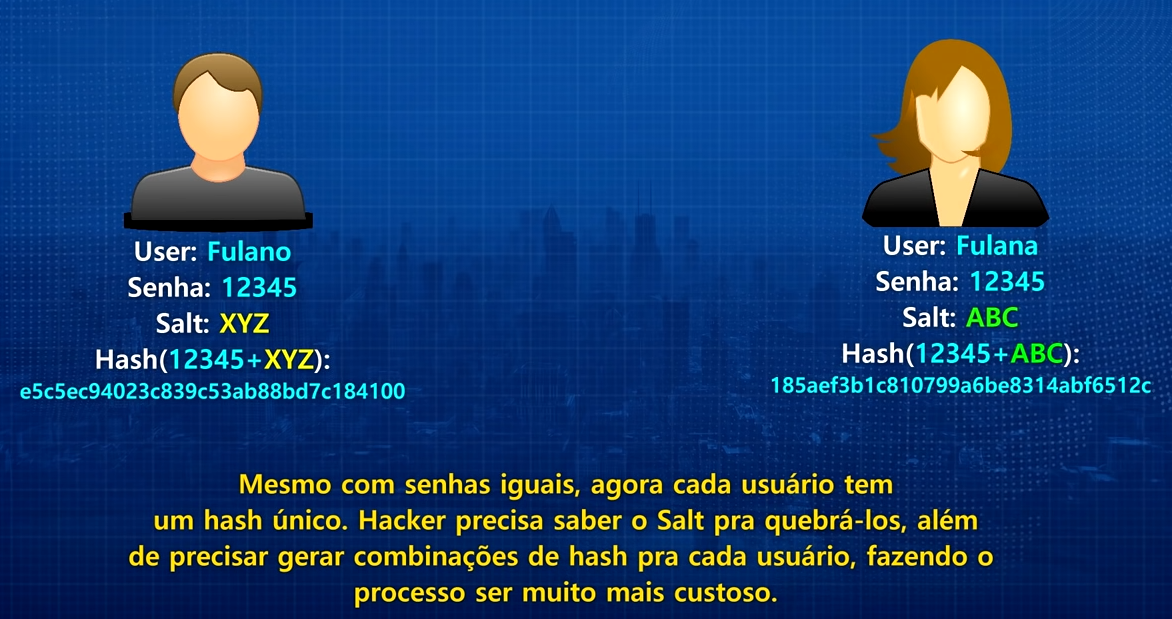 User: Fulano
Senha: 12345
Salt: XYZ
Hash(12345+XYZ):
e5c5ec94023c839c53ab88bd7c184100
User: Fulana
Senha: 12345
Salt: ABC
Hash(12345+ABC):
185aef3b1c810799a6be8314abf6512c
Mesmo com senhas iguais, agora cada usuário tem
um hash único. Hacker precisa saber o Salt pra quebrá-los, além
de precisar gerar combinações de hash pra cada usuário, fazendo o
processo ser muito mais custoso.